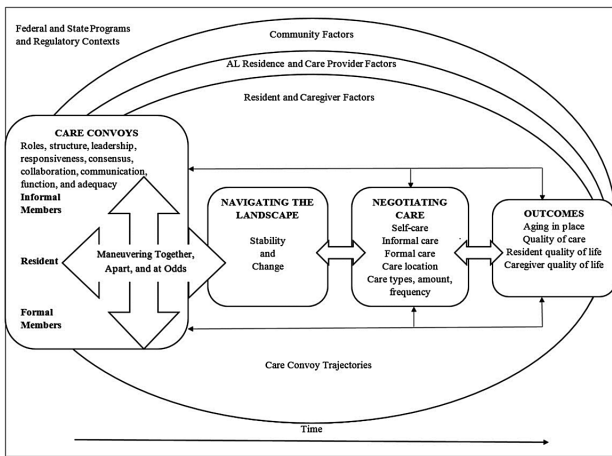 Federal and State Programs
and Regulatory Contexts
Community Factors
AL Residence and Care Provider Factors
Resident and Caregiver Factors
CARE CONVOYS
Roles, structure, leadership,
responsiveness, consensus,
collaboration, communication,
function, and adequacy
Informal
Members
Resident
Maneuvering Together,
Apart, and at Odds
Formal
Members
NAVIGATING THE
LANDSCAPE
Stability
and
Change
NEGOTIATING
CARE
Self-care
Informal care
Formal care
Care location
Care types, amount,
frequency
OUTCOMES
Aging in place
Quality of care
Resident quality of life
Caregiver quality of life
Care Convoy Trajectories
Time